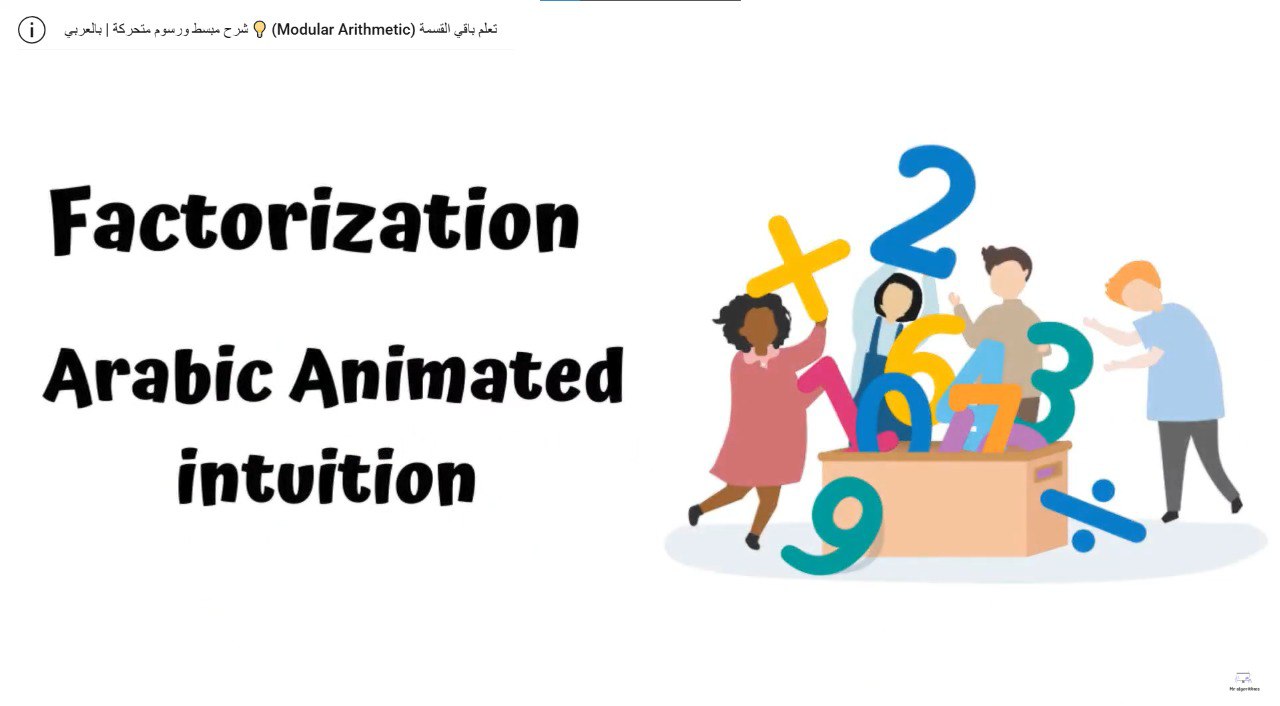 تعلم باقي القسمة (Modular Arithmetic) 💡 شرح مبسط ورسوم متحركة | بالعربي
Factorization
Arabic Animated
intuition
2
6 4 3
1 0 7
9
Mr algorithms